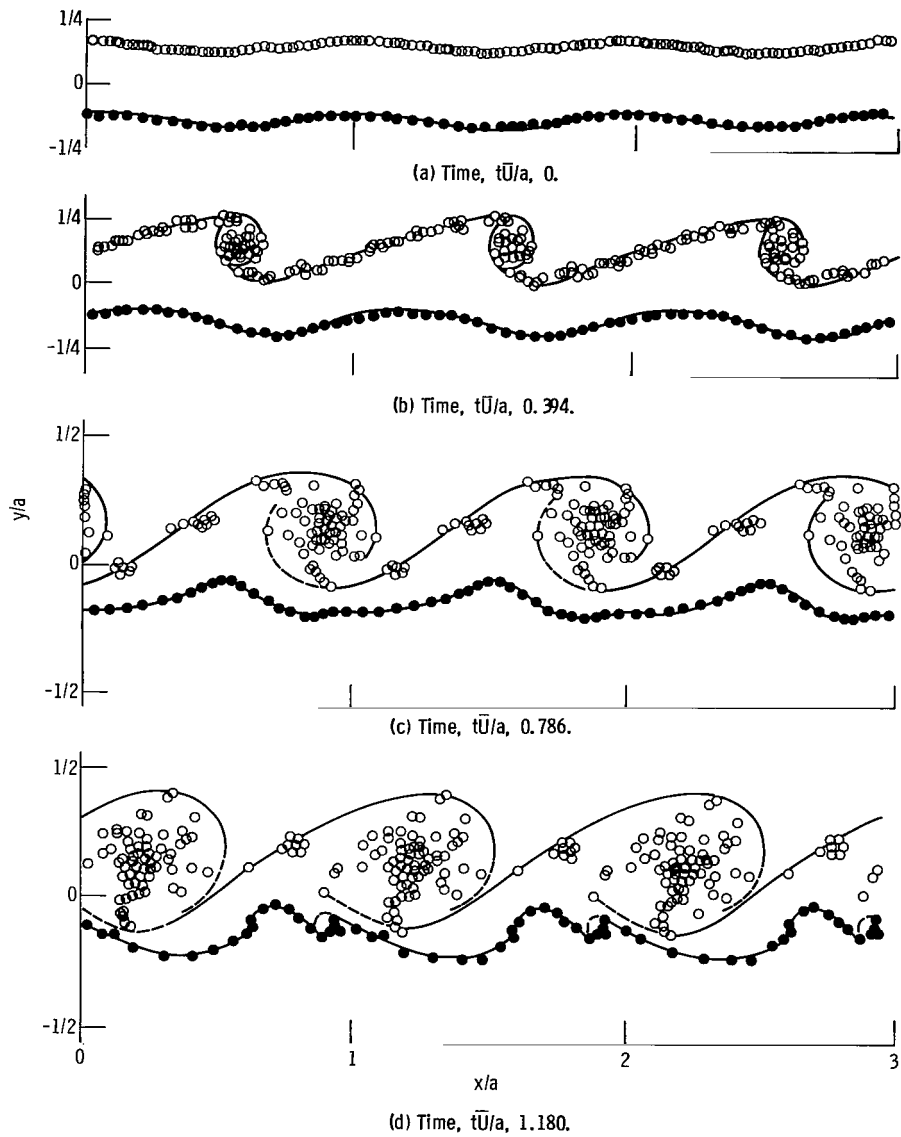 1/4
0
-1/4
(a) Time, tŪ/a, 0.
1/4
0
-1/4
(b) Time, tŪ/a, 0.394.
1/2
y/a
0
-1/2
(c) Time, tŪ/a, 0.786.
1/2
0
-1/2
0 1 2 3
x/a
(d) Time, tŪ/a, 1.180.